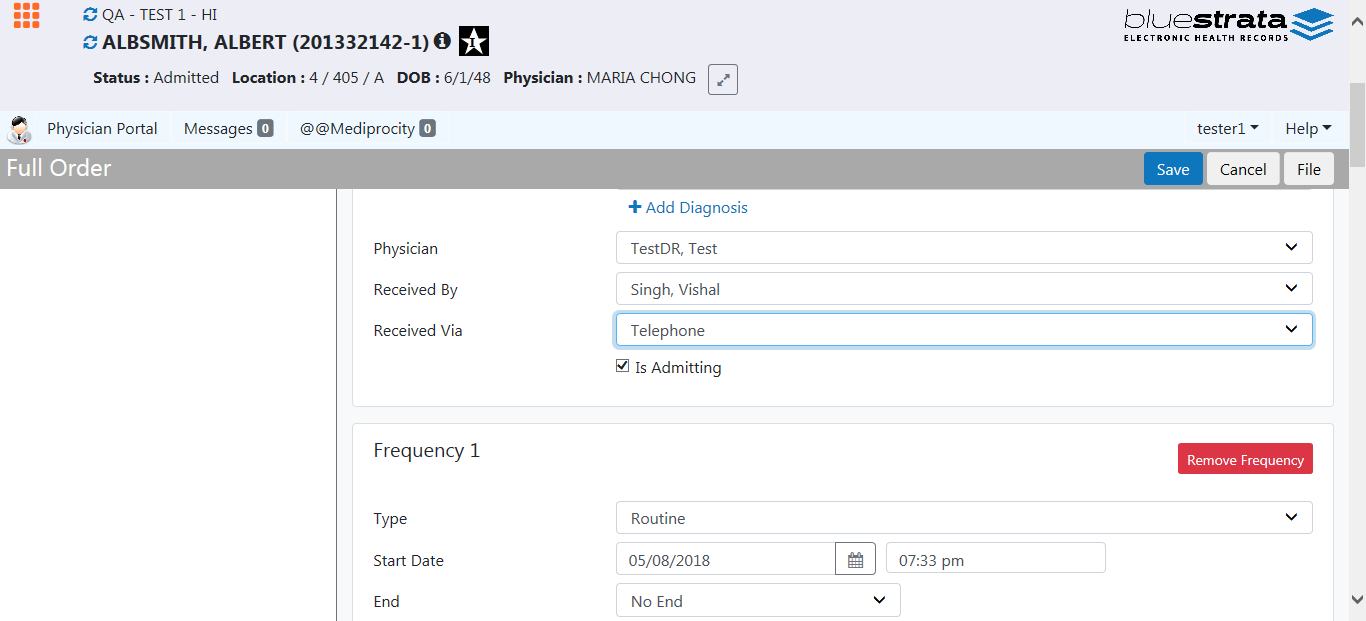 QA - TEST 1 - HI
ALBSMITH, ALBERT (201332142-1)
1
bluestrata
ELECTRONIC HEALTH RECORDS
Status : Admitted Location : 4 / 405 / A DOB : 6/1/48 Physician : MARIA CHONG
Physician Portal Messages 0 @@Mediprocity 0 tester1 Help
Full Order Save Cancel File
Add Diagnosis
Physician TestDR, Test
Received By Singh, Vishal
Received Via Telephone
Is Admitting
Frequency 1
Remove Frequency
Type Routine
Start Date 05/08/2018 07:33 pm
End No End